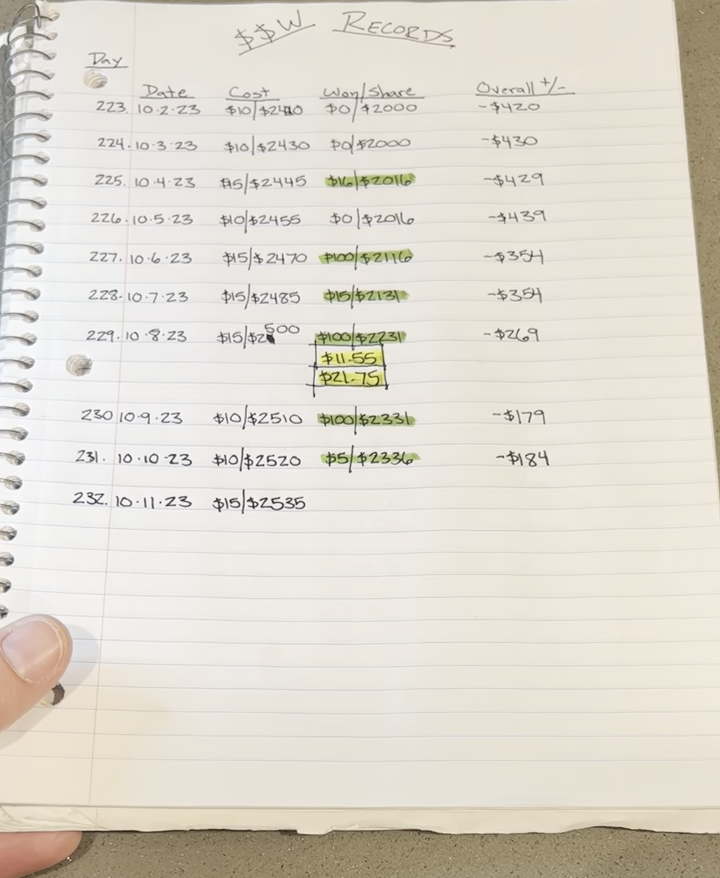 $$W RECORDS
Day
Date Cost Won/Share Overall +/-
223. 10·2·23 $10/$2420 $0/$2000 -$420
224. 10·3·23 $10/$2430 $0/$2000 -$430
225. 10·4·23 $15/$2445 $16/$2016 -$429
226. 10·5·23 $10/$2455 $0/$2016 -$439
227. 10·6·23 $15/$2470 $100/$2116 -$354
228. 10·7·23 $15/$2485 $15/$2131 -$354
229. 10·8·23 $15/$2500 $100/$2231 -$269
$11.55
$21.75
230 10·9·23 $10/$2510 $100/$2331 -$179
231. 10·10·23 $10/$2520 $5/$2336 -$184
232. 10·11·23 $15/$2535